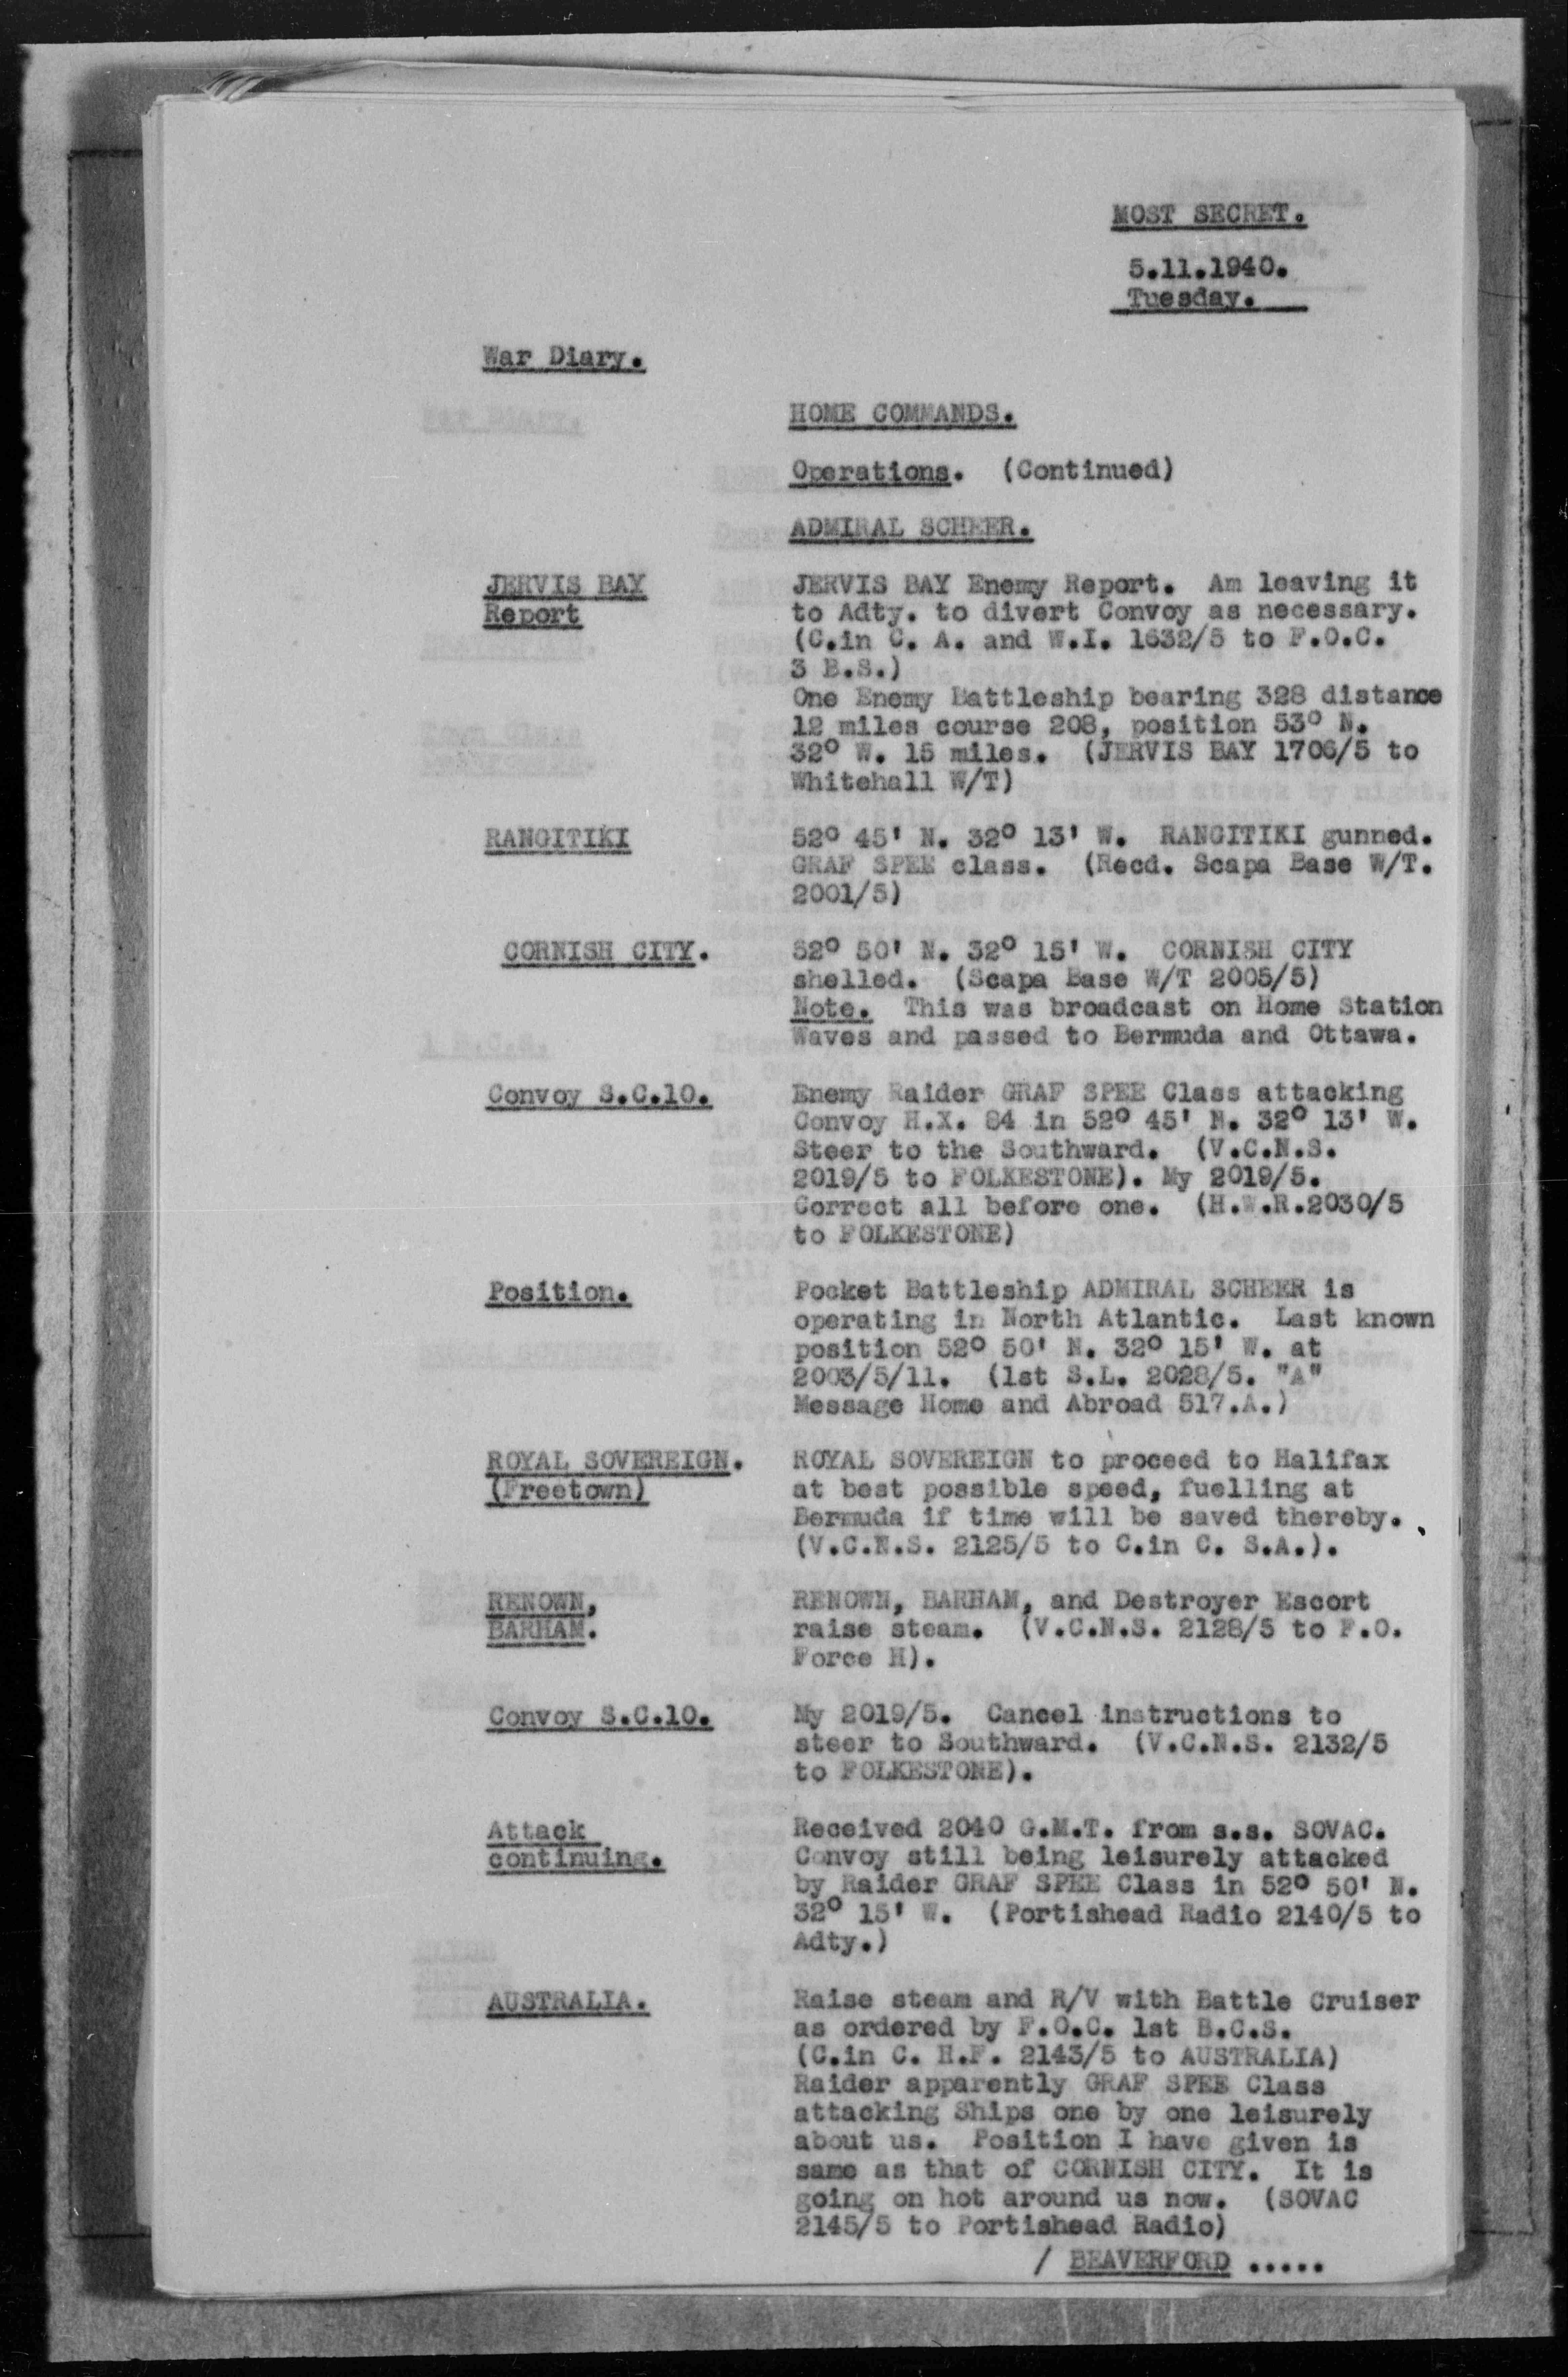 MOST SECRET.
5.11.1940.
Tuesday.
War Diary.
HOME COMMANDS.
Operations. (Continued)
ADMIRAL SCHEER.
JERVIS BAY
Report
JERVIS BAY Enemy Report. Am leaving it
to Adty. to divert Convoy as necessary.
(C.in C. A. and W.I. 1632/5 to F.O.C.
3 B.S.)
One Enemy Battleship bearing 328 distance
12 miles course 208, position 53° N.
32° W. 15 miles. (JERVIS BAY 1706/5 to
Whitehall W/T)
RANGITIKI
52° 45' N. 32° 13' W. RANGITIKI gunned.
GRAF SPEE class. (Recd. Scapa Base W/T.
2001/5)
CORNISH CITY.
52° 50' N. 32° 15' W. CORNISH CITY
shelled. (Scapa Base W/T 2005/5)
Note. This was broadcast on Home Station
Waves and passed to Bermuda and Ottawa.
Convoy S.C.10.
Enemy Raider GRAF SPEE Class attacking
Convoy H.X. 84 in 52° 45' N. 32° 13' W.
Steer to the Southward. (V.C.N.S.
2019/5 to FOLKESTONE). My 2019/5.
Correct all before one. (H.W.R.2030/5
to FOLKESTONE)
Position.
Pocket Battleship ADMIRAL SCHEER is
operating in North Atlantic. Last known
position 52° 50' N. 32° 15' W. at
2003/5/11. (1st S.L. 2028/5. "A"
Message Home and Abroad 517.A.)
ROYAL SOVEREIGN.
(Freetown)
ROYAL SOVEREIGN to proceed to Halifax
at best possible speed, fuelling at
Bermuda if time will be saved thereby.
(V.C.N.S. 2125/5 to C.in C. S.A.).
RENOWN,
BARHAM.
RENOWN, BARHAM, and Destroyer Escort
raise steam. (V.C.N.S. 2128/5 to F.O.
Force H).
Convoy S.C.10.
My 2019/5. Cancel instructions to
steer to Southward. (V.C.N.S. 2132/5
to FOLKESTONE).
Attack
continuing.
Received 2040 G.M.T. from s.s. SOVAC.
Convoy still being leisurely attacked
by Raider GRAF SPEE Class in 52° 50' N.
32° 15' W. (Portishead Radio 2140/5 to
Adty.)
AUSTRALIA.
Raise steam and R/V with Battle Cruiser
as ordered by F.O.C. 1st B.C.S.
(C.in C. H.F. 2143/5 to AUSTRALIA)
Raider apparently GRAF SPEE Class
attacking Ships one by one leisurely
about us. Position I have given is
same as that of CORNISH CITY. It is
going on hot around us now. (SOVAC
2145/5 to Portishead Radio)
/ BEAVERFORD .....